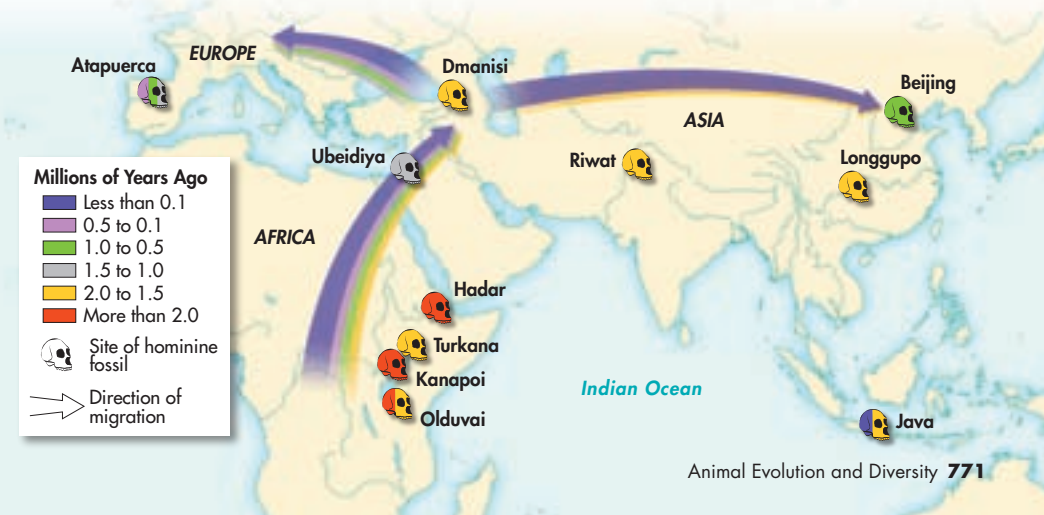 EUROPE
Atapuerca
Dmanisi
Beijing
ASIA
Ubeidiya
Riwat
Longgupo
Millions of Years Ago
Less than 0.1
0.5 to 0.1
1.0 to 0.5
1.5 to 1.0
2.0 to 1.5
More than 2.0
Site of hominine
fossil
Direction of
migration
AFRICA
Hadar
Turkana
Kanapoi
Olduvai
Indian Ocean
Java
Animal Evolution and Diversity 771